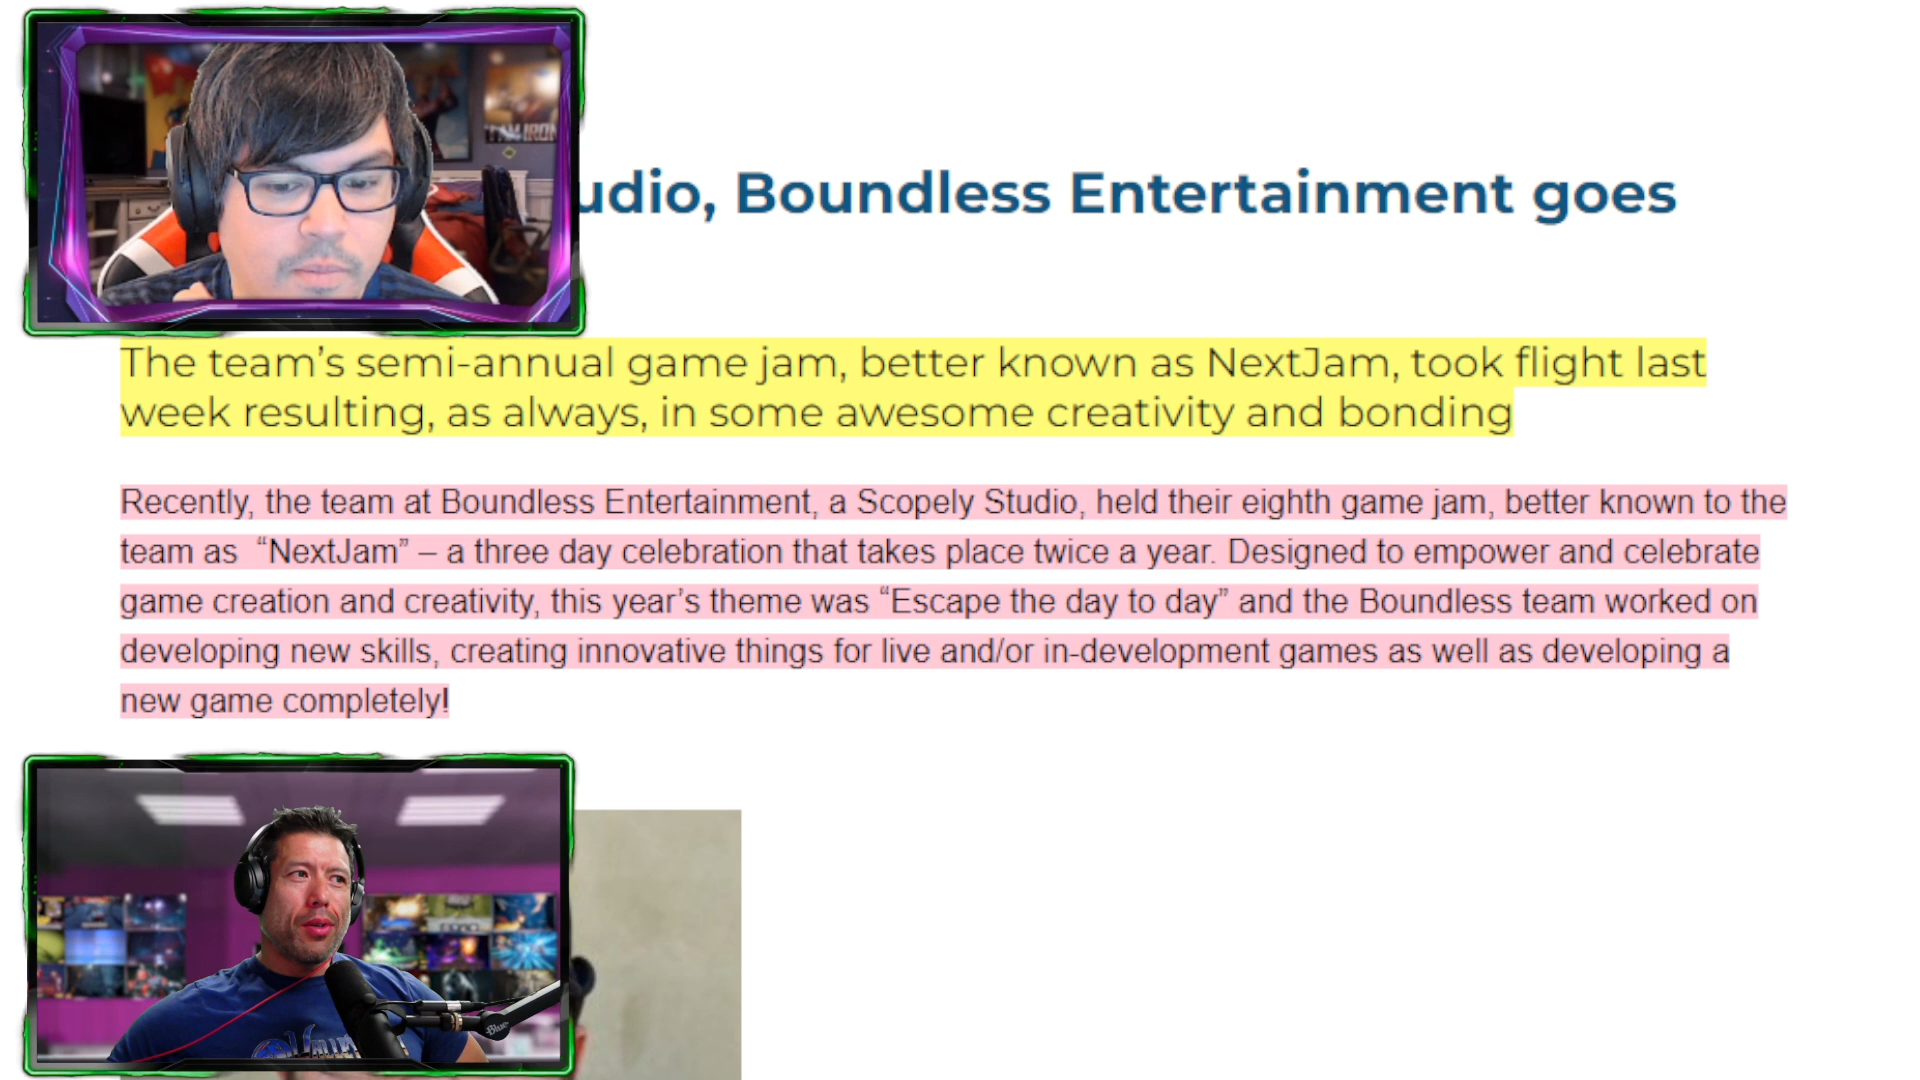 TEAM IRON
udio, Boundless Entertainment goes
The team’s semi-annual game jam, better known as NextJam, took flight last
week resulting, as always, in some awesome creativity and bonding
Recently, the team at Boundless Entertainment, a Scopely Studio, held their eighth game jam, better known to the
team as “NextJam” – a three day celebration that takes place twice a year. Designed to empower and celebrate
game creation and creativity, this year’s theme was “Escape the day to day” and the Boundless team worked on
developing new skills, creating innovative things for live and/or in-development games as well as developing a
new game completely!
Blue